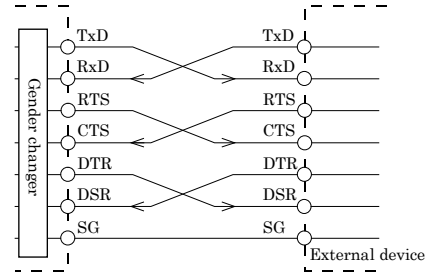 TxD TxD
RxD RxD
RTS RTS
CTS CTS
DTR DTR
DSR DSR
SG SG
Gender changer
External device